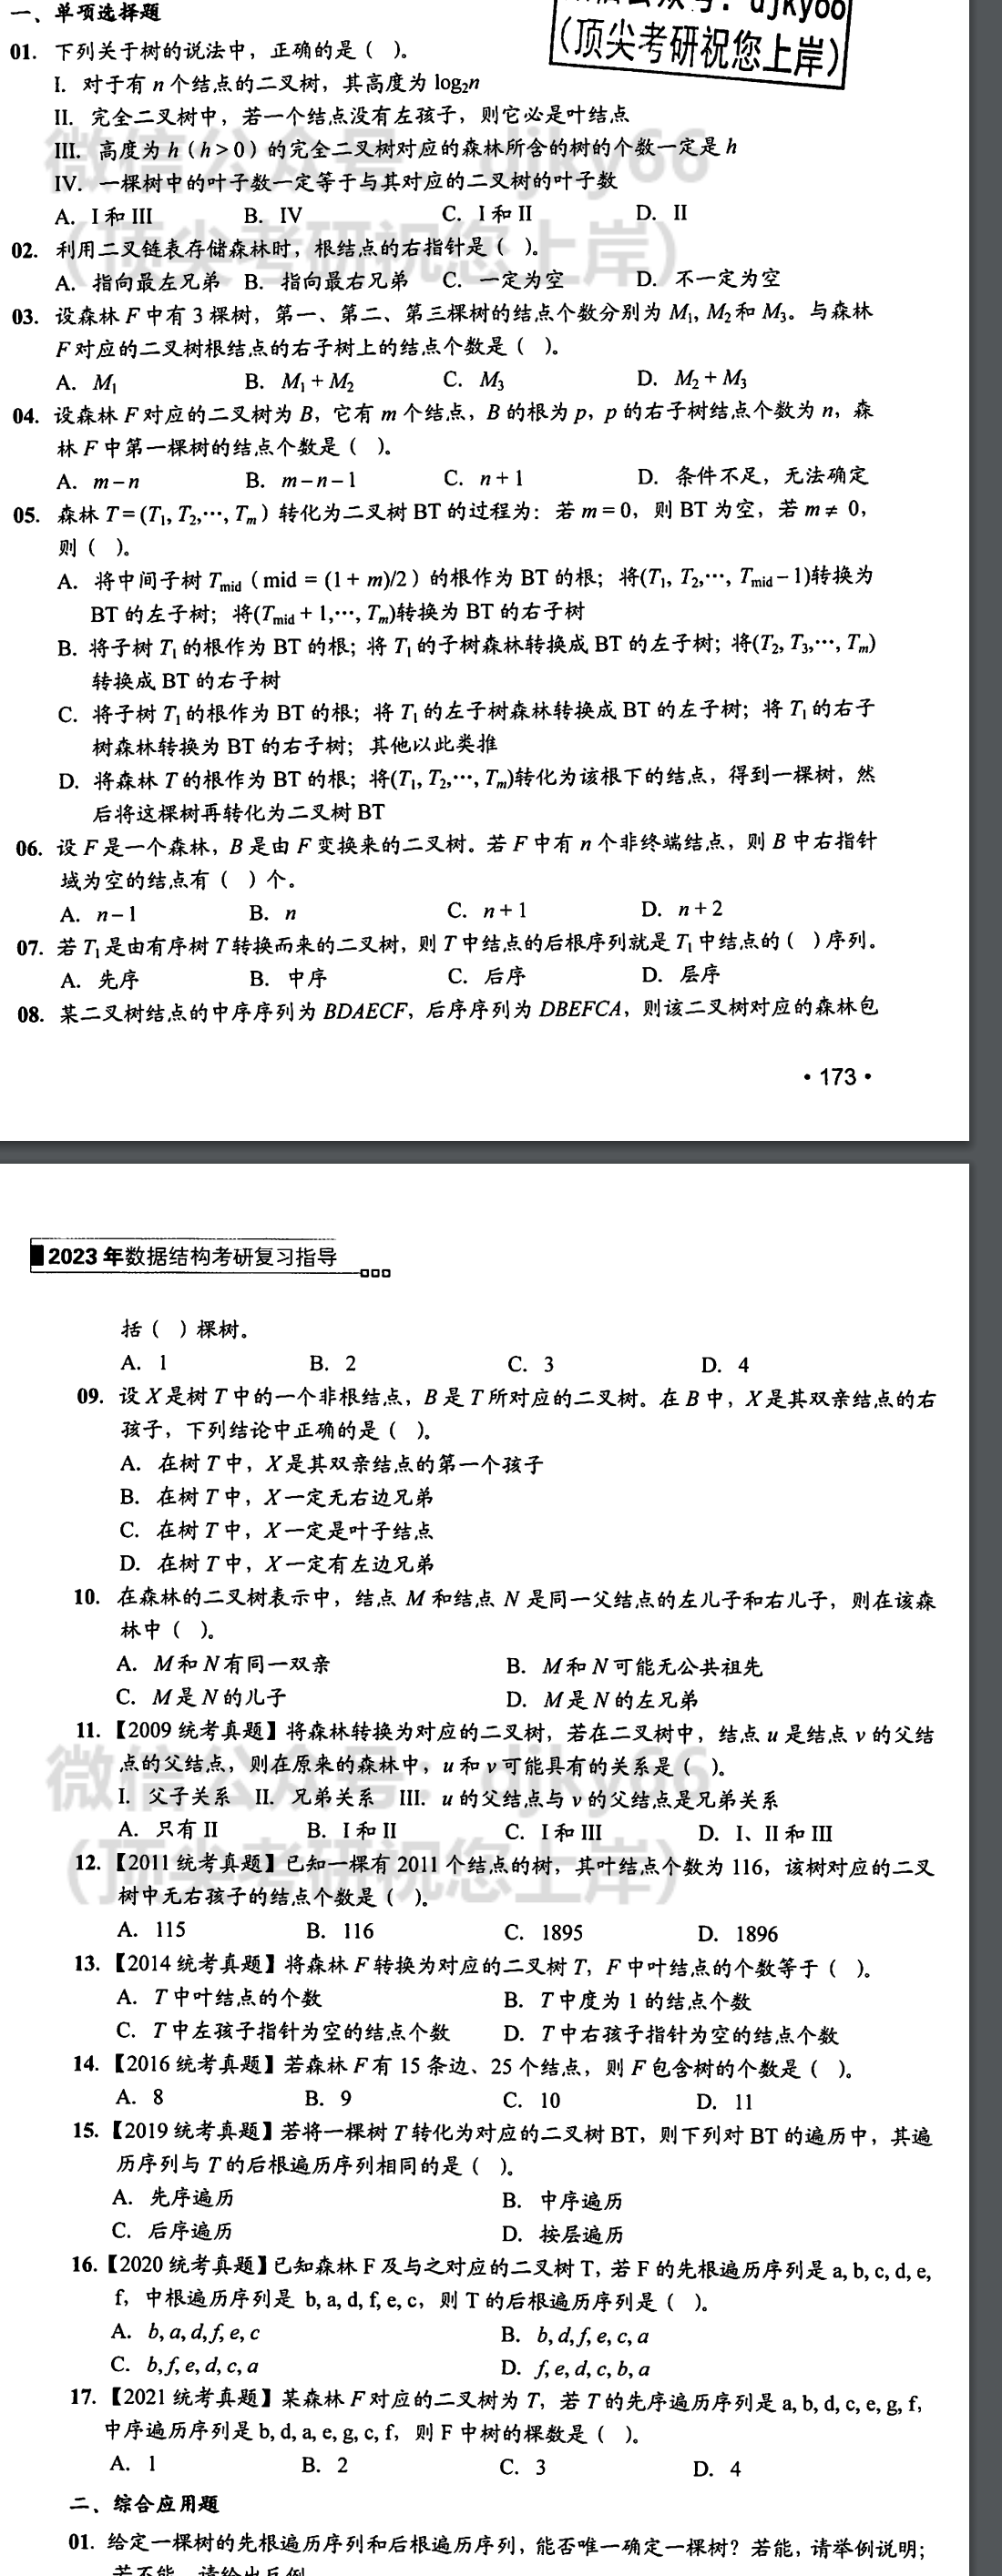 一、单项选择题
(顶尖考研祝您上岸)
01. 下列关于树的说法中，正确的是（ ）。
I. 对于有 n 个结点的二叉树，其高度为 log₂n
II. 完全二叉树中，若一个结点没有左孩子，则它必是叶结点
III. 高度为 h（h>0）的完全二叉树对应的森林所含的树的个数一定是 h
IV. 一棵树中的叶子数一定等于与其对应的二叉树的叶子数
A. I 和 III B. IV C. I 和 II D. II
02. 利用二叉链表存储森林时，根结点的右指针是（ ）。
A. 指向最左兄弟 B. 指向最右兄弟 C. 一定为空 D. 不一定为空
03. 设森林 F 中有 3 棵树，第一、第二、第三棵树的结点个数分别为 M₁, M₂ 和 M₃。与森林
F 对应的二叉树根结点的右子树上的结点个数是（ ）。
A. M₁ B. M₁ + M₂ C. M₃ D. M₂ + M₃
04. 设森林 F 对应的二叉树为 B，它有 m 个结点，B 的根为 p，p 的右子树结点个数为 n，森
林 F 中第一棵树的结点个数是（ ）。
A. m－n B. m－n－1 C. n + 1 D. 条件不足，无法确定
05. 森林 T = (T₁, T₂,…, Tₘ）转化为二叉树 BT 的过程为：若 m = 0，则 BT 为空，若 m ≠ 0，
则（ ）。
A. 将中间子树 Tmid（mid = (1 + m)/2）的根作为 BT 的根；将(T₁, T₂,…, Tmid－1)转换为
BT 的左子树；将(Tmid + 1,…, Tₘ)转换为 BT 的右子树
B. 将子树 T₁ 的根作为 BT 的根；将 T₁ 的子树森林转换成 BT 的左子树；将(T₂, T₃,…, Tₘ)
转换成 BT 的右子树
C. 将子树 T₁ 的根作为 BT 的根；将 T₁ 的左子树森林转换成 BT 的左子树；将 T₁ 的右子
树森林转换为 BT 的右子树；其他以此类推
D. 将森林 T 的根作为 BT 的根；将(T₁, T₂,…, Tₘ)转化为该根下的结点，得到一棵树，然
后将这棵树再转化为二叉树 BT
06. 设 F 是一个森林，B 是由 F 变换来的二叉树。若 F 中有 n 个非终端结点，则 B 中右指针
域为空的结点有（ ）个。
A. n－1 B. n C. n + 1 D. n + 2
07. 若 T₁ 是由有序树 T 转换而来的二叉树，则 T 中结点的后根序列就是 T₁ 中结点的（ ）序列。
A. 先序 B. 中序 C. 后序 D. 层序
08. 某二叉树结点的中序序列为 BDAECF，后序序列为 DBEFCA，则该二叉树对应的森林包
• 173 •
2023 年数据结构考研复习指导
括（ ）棵树。
A. 1 B. 2 C. 3 D. 4
09. 设 X 是树 T 中的一个非根结点，B 是 T 所对应的二叉树。在 B 中，X 是其双亲结点的右
孩子，下列结论中正确的是（ ）。
A. 在树 T 中，X 是其双亲结点的第一个孩子
B. 在树 T 中，X 一定无右边兄弟
C. 在树 T 中，X 一定是叶子结点
D. 在树 T 中，X 一定有左边兄弟
10. 在森林的二叉树表示中，结点 M 和结点 N 是同一父结点的左儿子和右儿子，则在该森
林中（ ）。
A. M 和 N 有同一双亲 B. M 和 N 可能无公共祖先
C. M 是 N 的儿子 D. M 是 N 的左兄弟
11.【2009 统考真题】将森林转换为对应的二叉树，若在二叉树中，结点 u 是结点 v 的父结
点的父结点，则在原来的森林中，u 和 v 可能具有的关系是（ ）。
I. 父子关系 II. 兄弟关系 III. u 的父结点与 v 的父结点是兄弟关系
A. 只有 II B. I 和 II C. I 和 III D. I、II 和 III
12.【2011 统考真题】已知一棵有 2011 个结点的树，其叶结点个数为 116，该树对应的二叉
树中无右孩子的结点个数是（ ）。
A. 115 B. 116 C. 1895 D. 1896
13.【2014 统考真题】将森林 F 转换为对应的二叉树 T，F 中叶结点的个数等于（ ）。
A. T 中叶结点的个数 B. T 中度为 1 的结点个数
C. T 中左孩子指针为空的结点个数 D. T 中右孩子指针为空的结点个数
14.【2016 统考真题】若森林 F 有 15 条边、25 个结点，则 F 包含树的个数是（ ）。
A. 8 B. 9 C. 10 D. 11
15.【2019 统考真题】若将一棵树 T 转化为对应的二叉树 BT，则下列对 BT 的遍历中，其遍
历序列与 T 的后根遍历序列相同的是（ ）。
A. 先序遍历 B. 中序遍历
C. 后序遍历 D. 按层遍历
16.【2020 统考真题】已知森林 F 及与之对应的二叉树 T，若 F 的先根遍历序列是 a, b, c, d, e,
f，中根遍历序列是 b, a, d, f, e, c，则 T 的后根遍历序列是（ ）。
A. b, a, d, f, e, c B. b, d, f, e, c, a
C. b, f, e, d, c, a D. f, e, d, c, b, a
17.【2021 统考真题】某森林 F 对应的二叉树为 T，若 T 的先序遍历序列是 a, b, d, c, e, g, f，
中序遍历序列是 b, d, a, e, g, c, f，则 F 中树的棵数是（ ）。
A. 1 B. 2 C. 3 D. 4
二、综合应用题
01. 给定一棵树的先根遍历序列和后根遍历序列，能否唯一确定一棵树？若能，请举例说明；